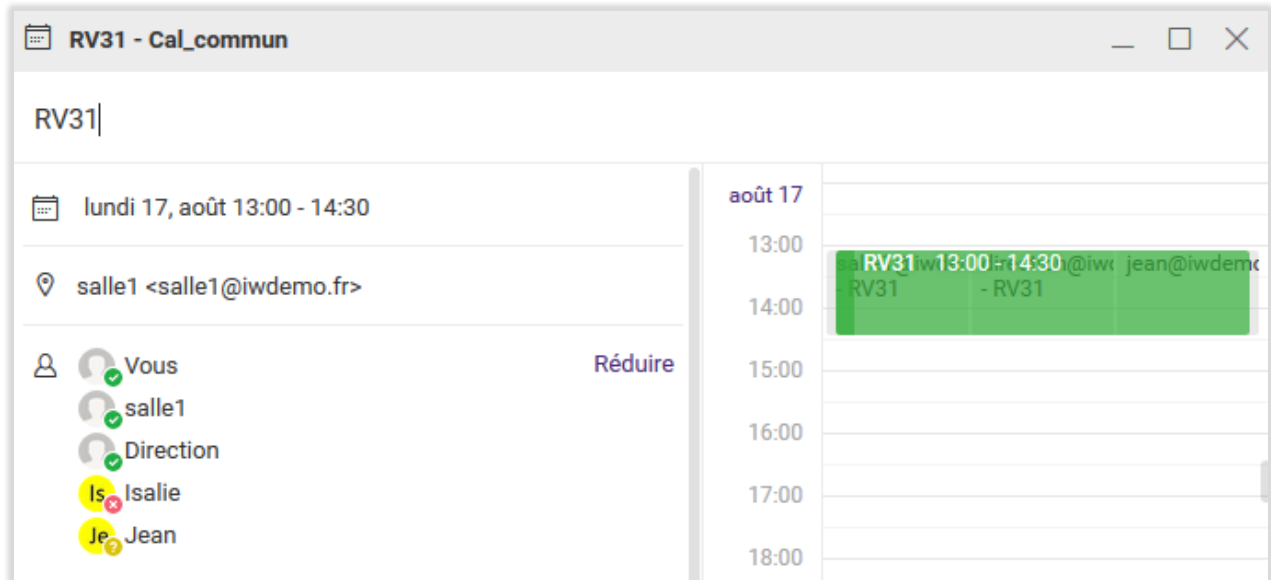 RV31 - Cal_commun
RV31
lundi 17, août 13:00 - 14:30
salle1 <salle1@iwdemo.fr>
Vous
Réduire
salle1
Direction
Is Isalie
Je Jean
août 17
13:00
RV31 13:00 - 14:30
jean@iwdemo
- RV31
- RV31
14:00
15:00
16:00
17:00
18:00